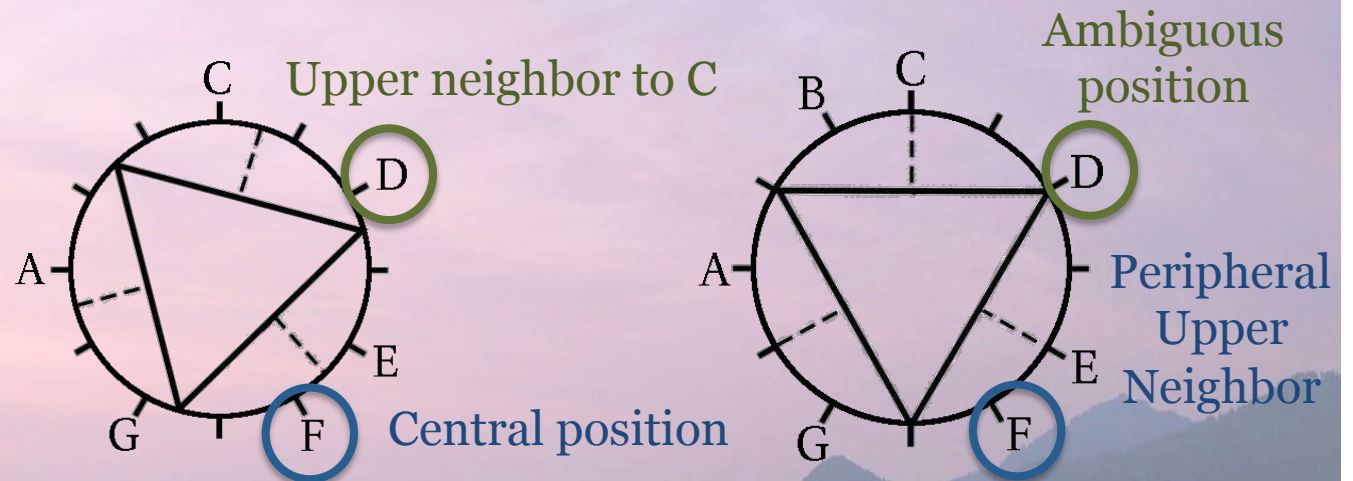 C
Upper neighbor to C
D
A
E
G
F
Central position
Ambiguous
position
B
C
D
A
Peripheral
Upper
Neighbor
E
G
F